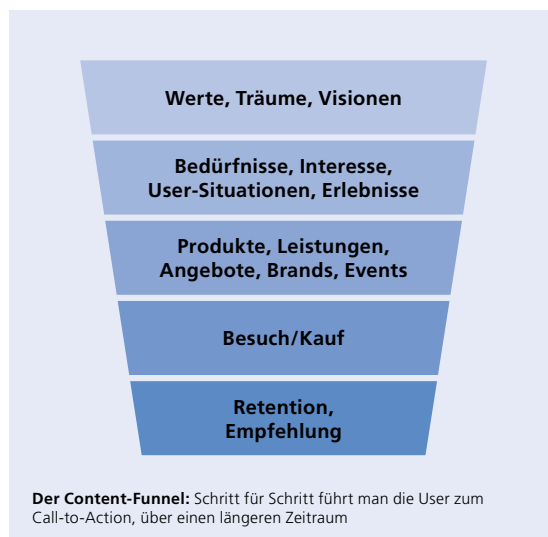 Werte, Träume, Visionen
Bedürfnisse, Interesse,
User-Situationen, Erlebnisse
Produkte, Leistungen,
Angebote, Brands, Events
Besuch/Kauf
Retention,
Empfehlung
Der Content-Funnel: Schritt für Schritt führt man die User zum
Call-to-Action, über einen längeren Zeitraum